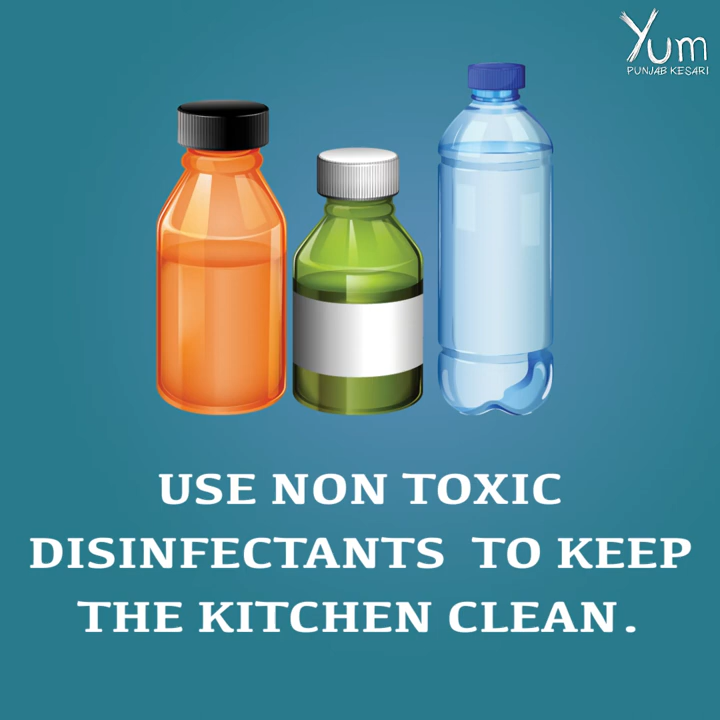 Yum
PUNJAB KESARI
USE NON TOXIC
DISINFECTANTS TO KEEP
THE KITCHEN CLEAN.